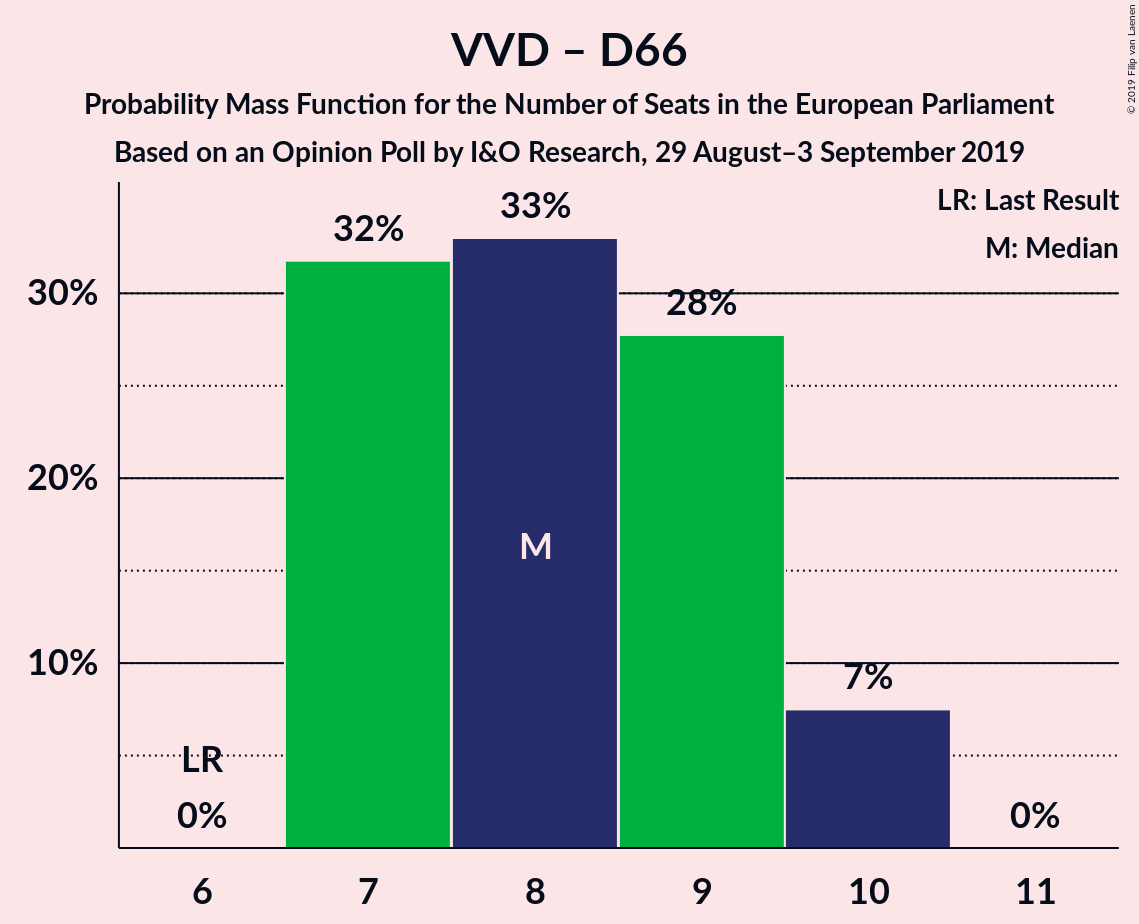 © 2019 Filip van Laenen
VVD – D66
Probability Mass Function for the Number of Seats in the European Parliament
Based on an Opinion Poll by I&O Research, 29 August–3 September 2019
LR: Last Result
M: Median
30%
20%
10%
LR
0%
32%
33%
M
28%
7%
0%
6 7 8 9 10 11